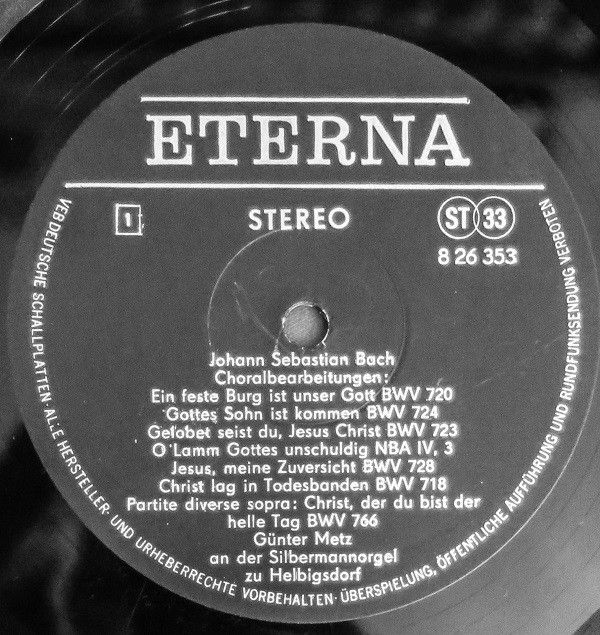 ETERNA
1
STEREO
ST 33
8 26 353
Johann Sebastian Bach
Choralbearbeitungen:
Ein feste Burg ist unser Gott BWV 720
Gottes Sohn ist kommen BWV 724
Gelobet seist du, Jesus Christ BWV 723
O Lamm Gottes unschuldig NBA IV, 3
Jesus, meine Zuversicht BWV 728
Christ lag in Todesbanden BWV 718
Partite diverse sopra: Christ, der du bist der
helle Tag BWV 766
Günter Metz
an der Silbermannorgel
zu Helbigsdorf
VEB DEUTSCHE SCHALLPLATTEN · ALLE HERSTELLER- UND URHEBERRECHTE VORBEHALTEN · ÜBERSPIELUNG, ÖFFENTLICHE AUFFÜHRUNG UND RUNDFUNKSENDUNG VERBOTEN